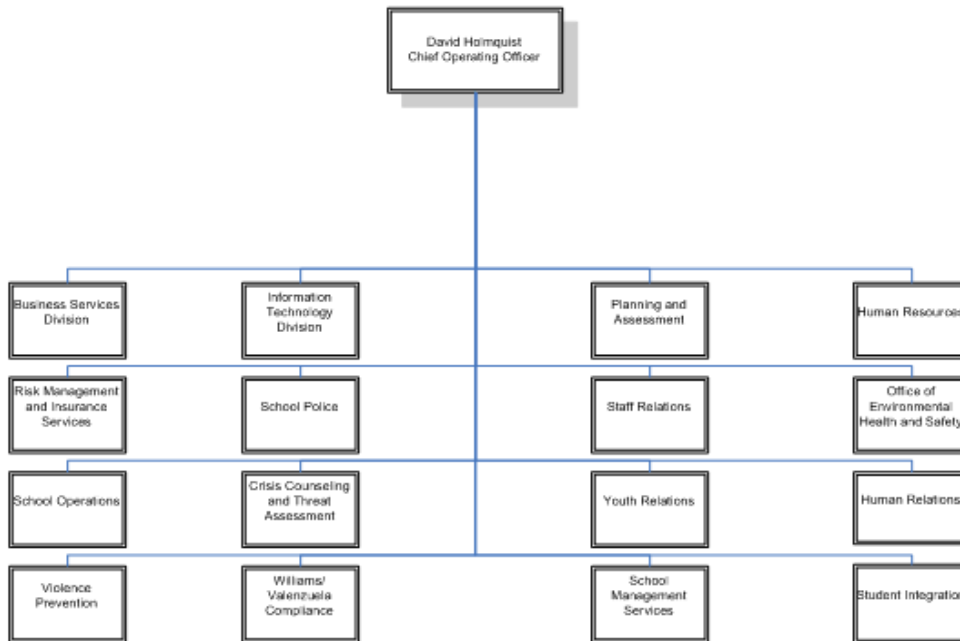 David Holmquist
Chief Operating Officer
Business Services
Division
Information
Technology
Division
Planning and
Assessment
Human Resources
Risk Management
and Insurance
Services
School Police
Staff Relations
Office of
Environmental
Health and Safety
School Operations
Crisis Counseling
and Threat
Assessment
Youth Relations
Human Relations
Violence
Prevention
Williams/
Valenzuela
Compliance
School
Management
Services
Student Integration